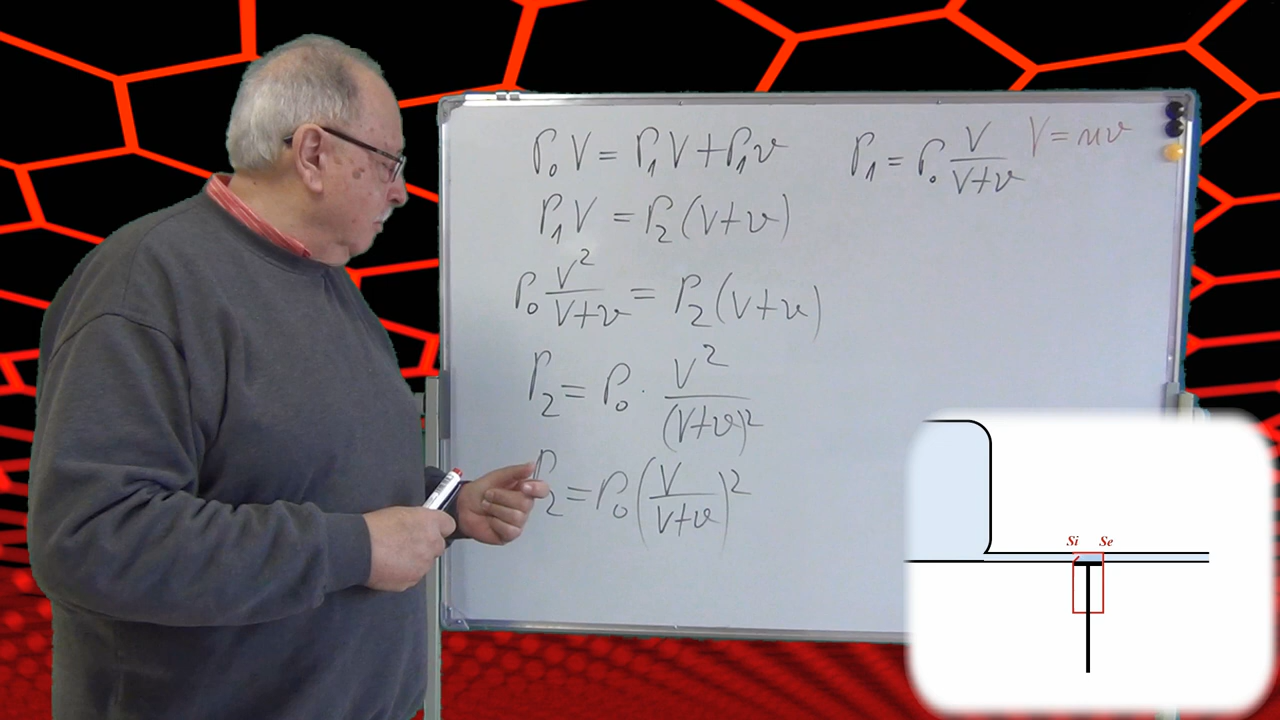 P₀V = P₁V + P₁v
P₁ = P₀ V/(V+v)
V = nv
P₁V = P₂(V+v)
P₀ V²/(V+v) = P₂(V+v)
P₂ = P₀ · V²/(V+v)²
P₂ = P₀(V/(V+v))²
Si Se